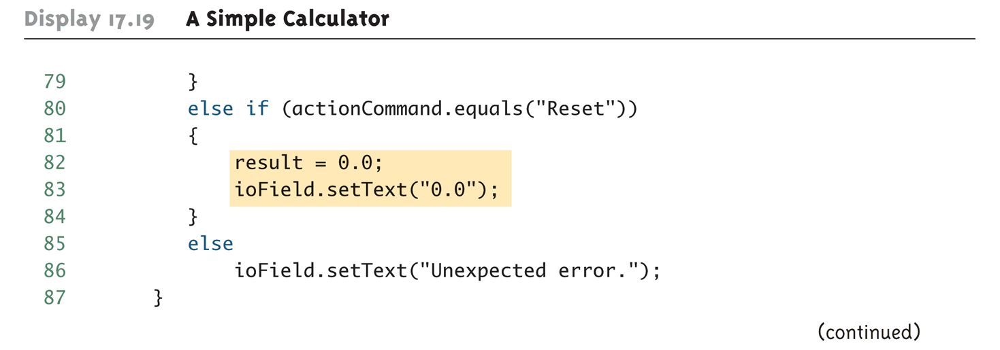 Display 17.19 A Simple Calculator
79 }
80 else if (actionCommand.equals("Reset"))
81 {
82 result = 0.0;
83 ioField.setText("0.0");
84 }
85 else
86 ioField.setText("Unexpected error.");
87 }
(continued)